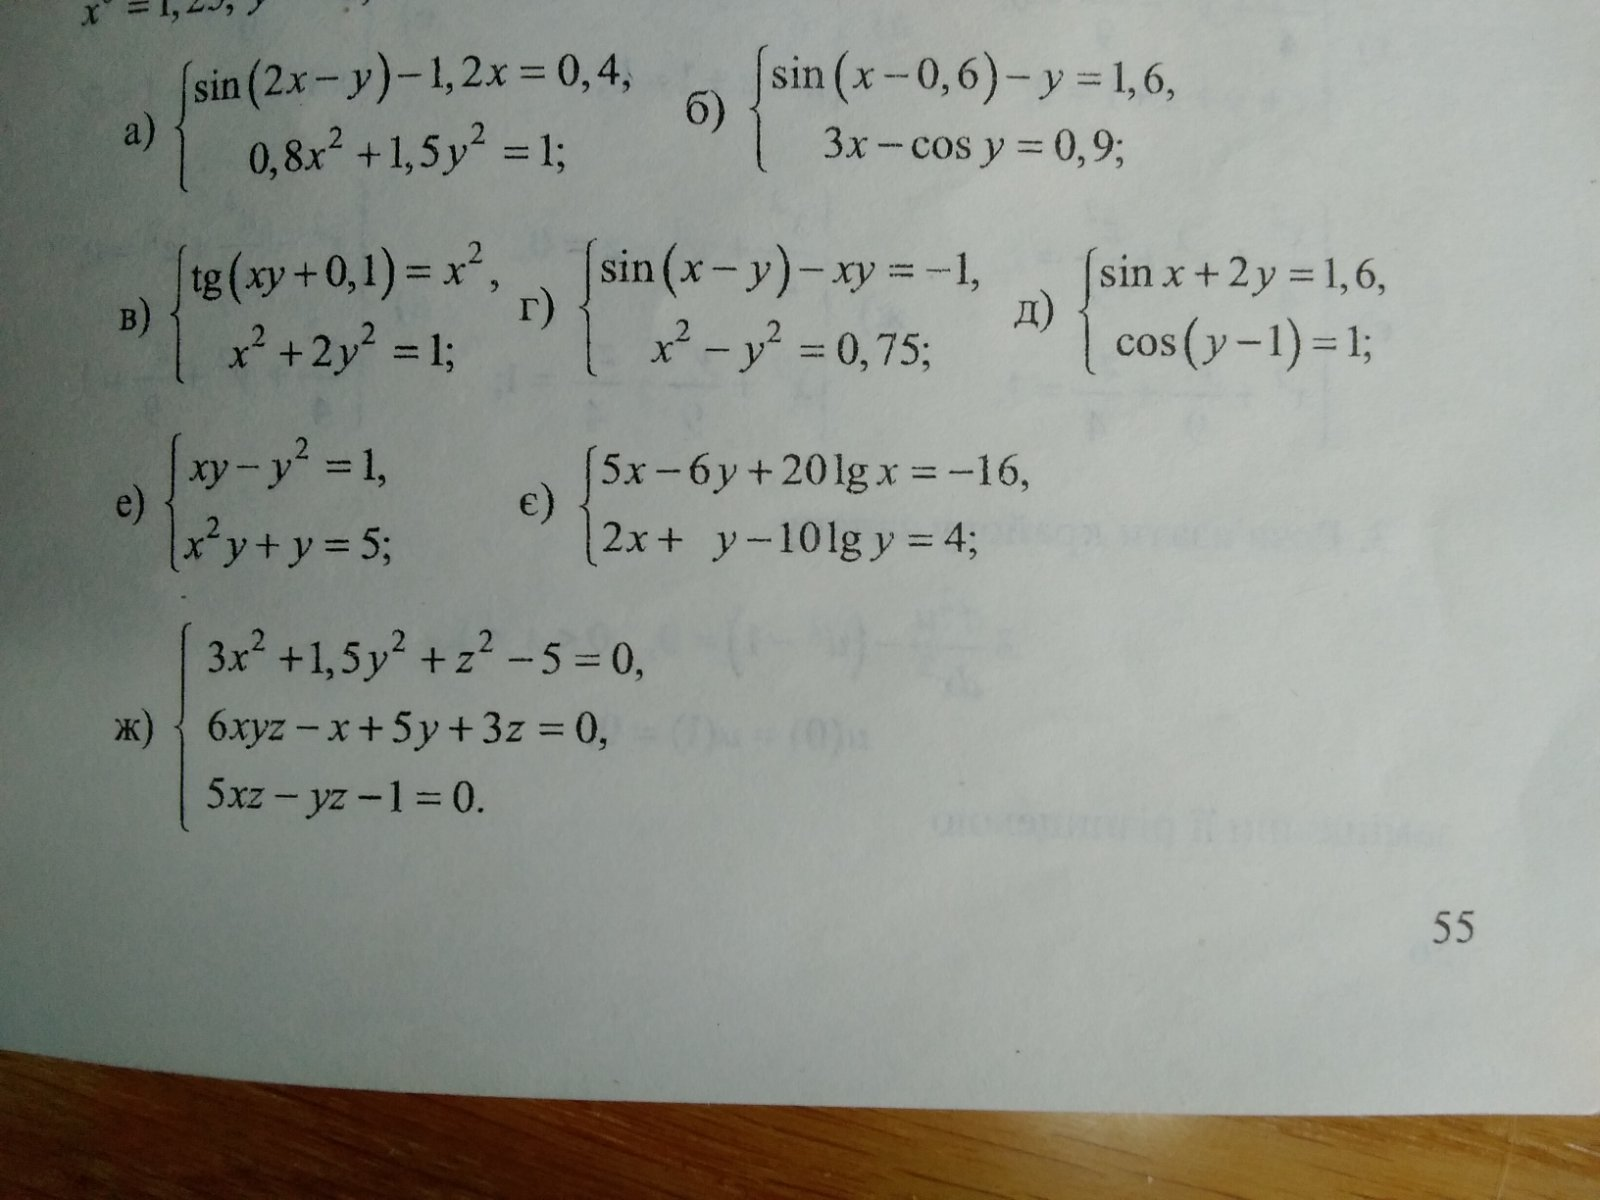 x = 1,25, y
а) { sin(2x − y) − 1,2x = 0,4,
0,8x² + 1,5y² = 1;
б) { sin(x − 0,6) − y = 1,6,
3x − cos y = 0,9;
в) { tg(xy + 0,1) = x²,
x² + 2y² = 1;
г) { sin(x − y) − xy = −1,
x² − y² = 0,75;
д) { sin x + 2y = 1,6,
cos(y − 1) = 1;
е) { xy − y² = 1,
x²y + y = 5;
є) { 5x − 6y + 20 lg x = −16,
2x + y − 10 lg y = 4;
ж) { 3x² + 1,5y² + z² − 5 = 0,
6xyz − x + 5y + 3z = 0,
5xz − yz − 1 = 0.
55